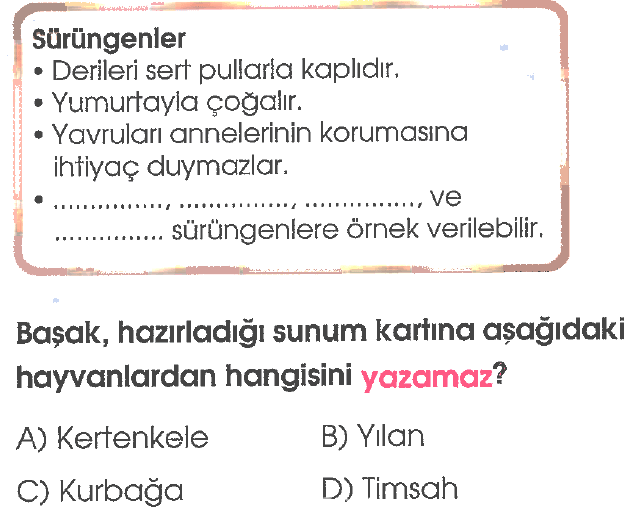 Sürüngenler
• Derileri sert pullarla kaplıdır.
• Yumurtayla çoğalır.
• Yavruları annelerinin korumasına
ihtiyaç duymazlar.
• ..............., ..............., ..............., ve
............... sürüngenlere örnek verilebilir.
Başak, hazırladığı sunum kartına aşağıdaki
hayvanlardan hangisini yazamaz?
A) Kertenkele B) Yılan
C) Kurbağa D) Timsah